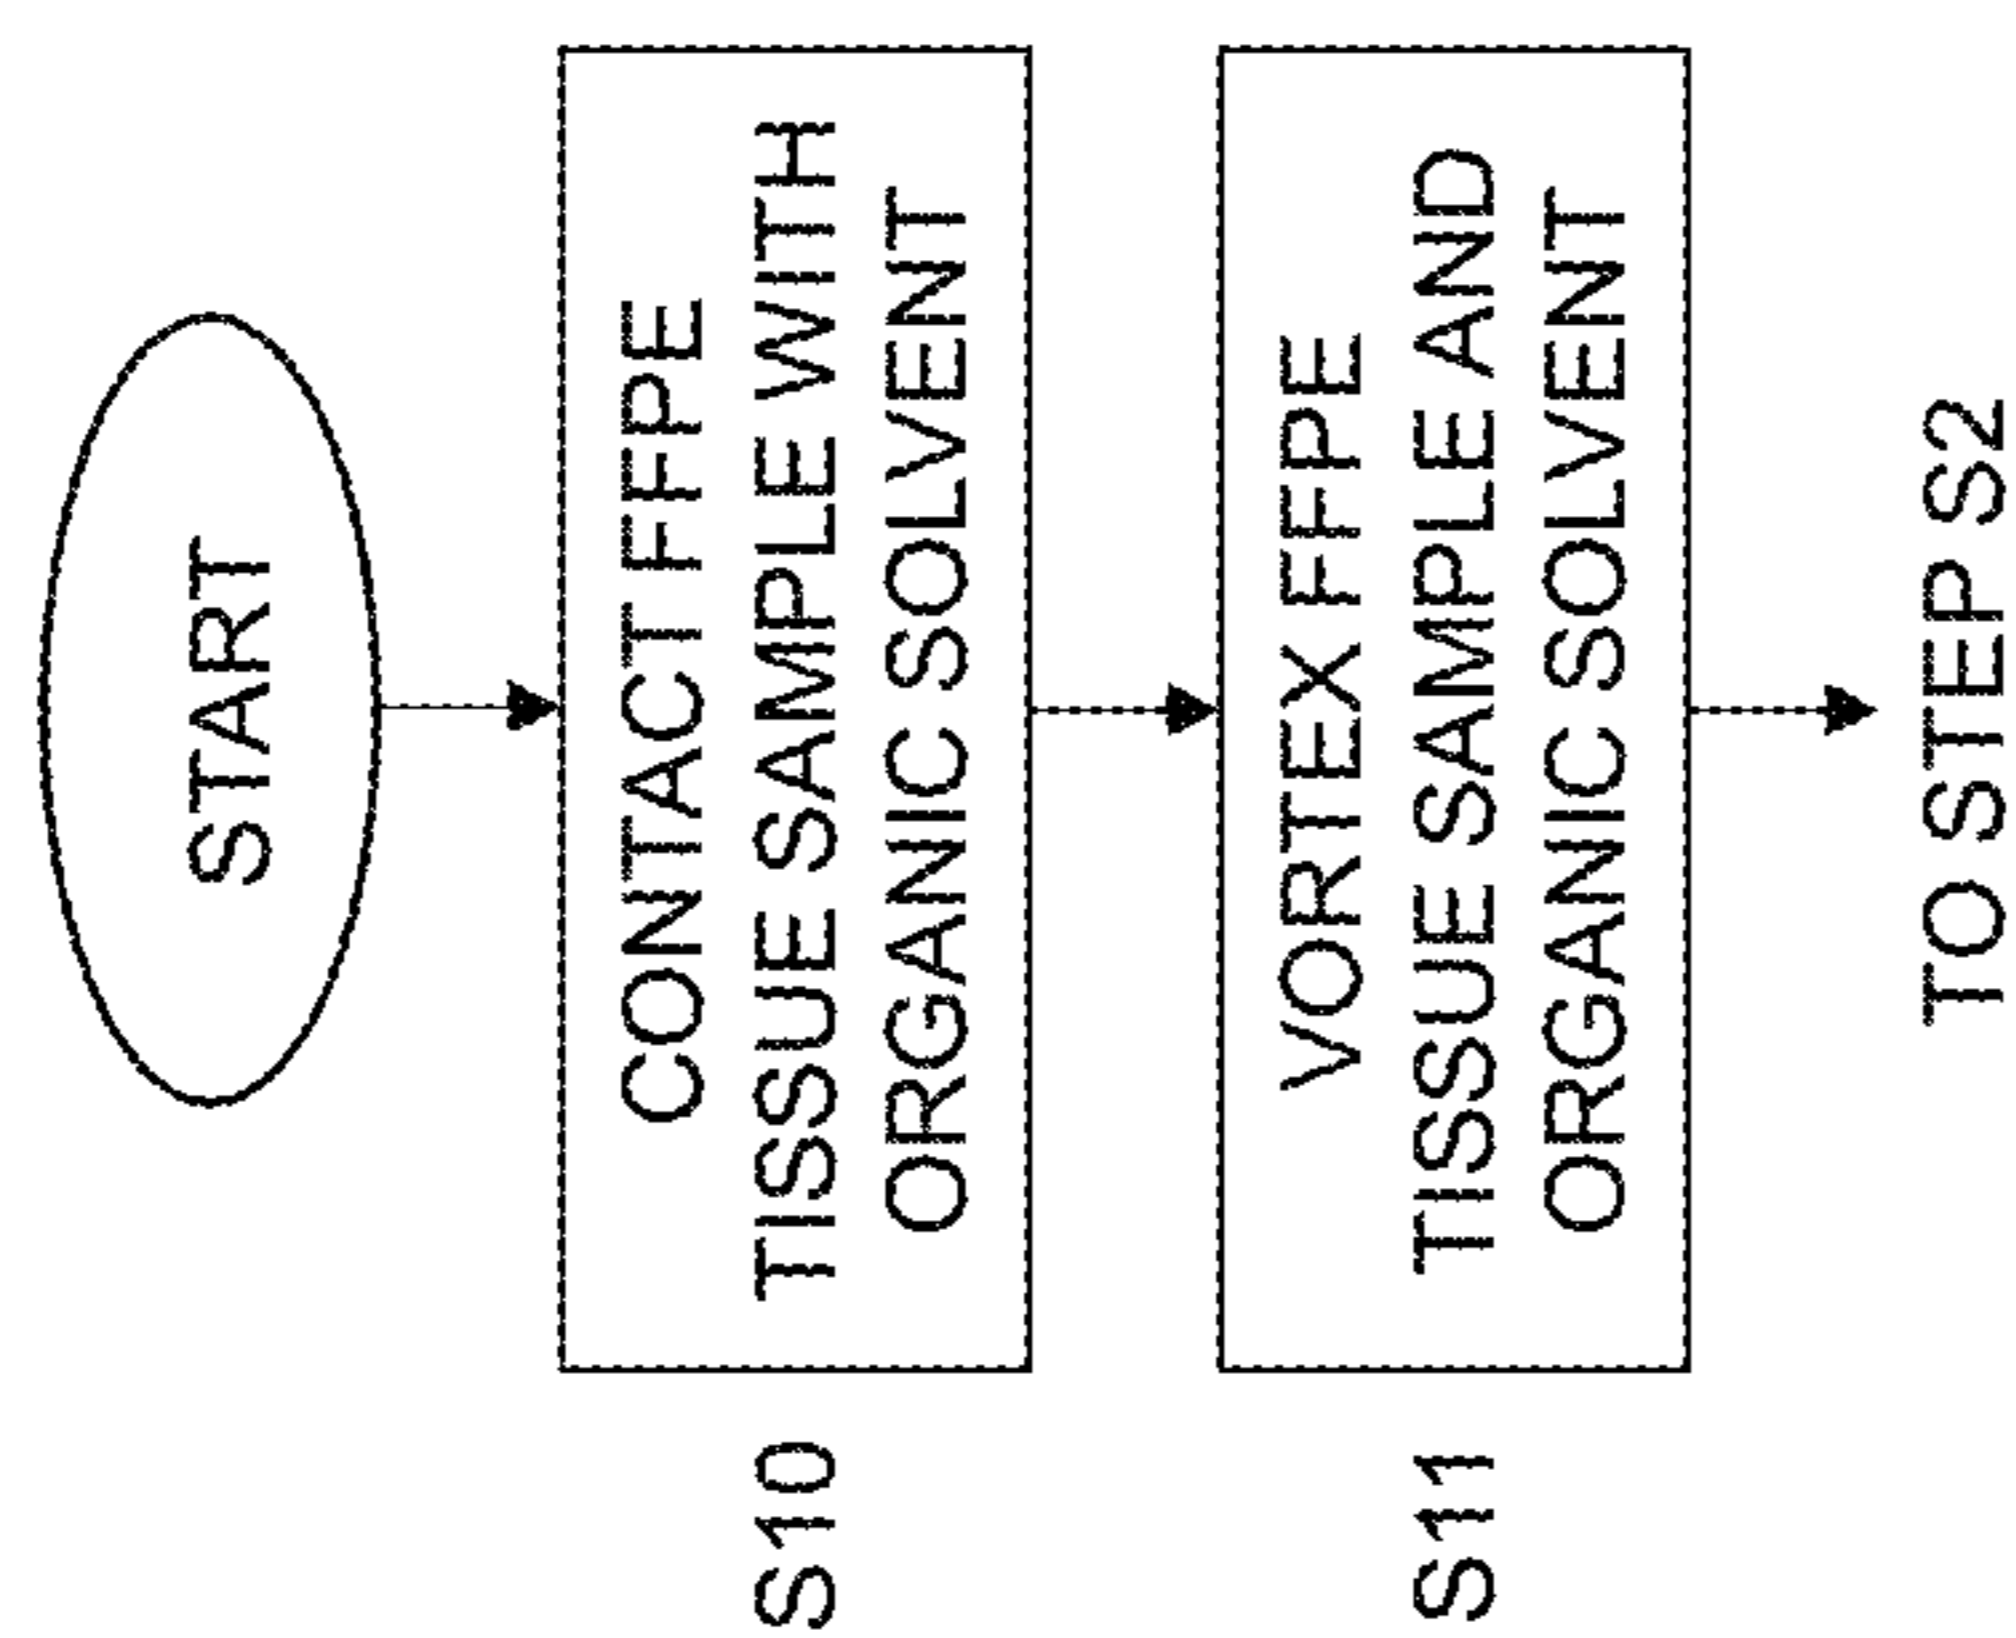 START
S10
CONTACT FFPE
TISSUE SAMPLE WITH
ORGANIC SOLVENT
S11
VORTEX FFPE
TISSUE SAMPLE AND
ORGANIC SOLVENT
TO STEP S2